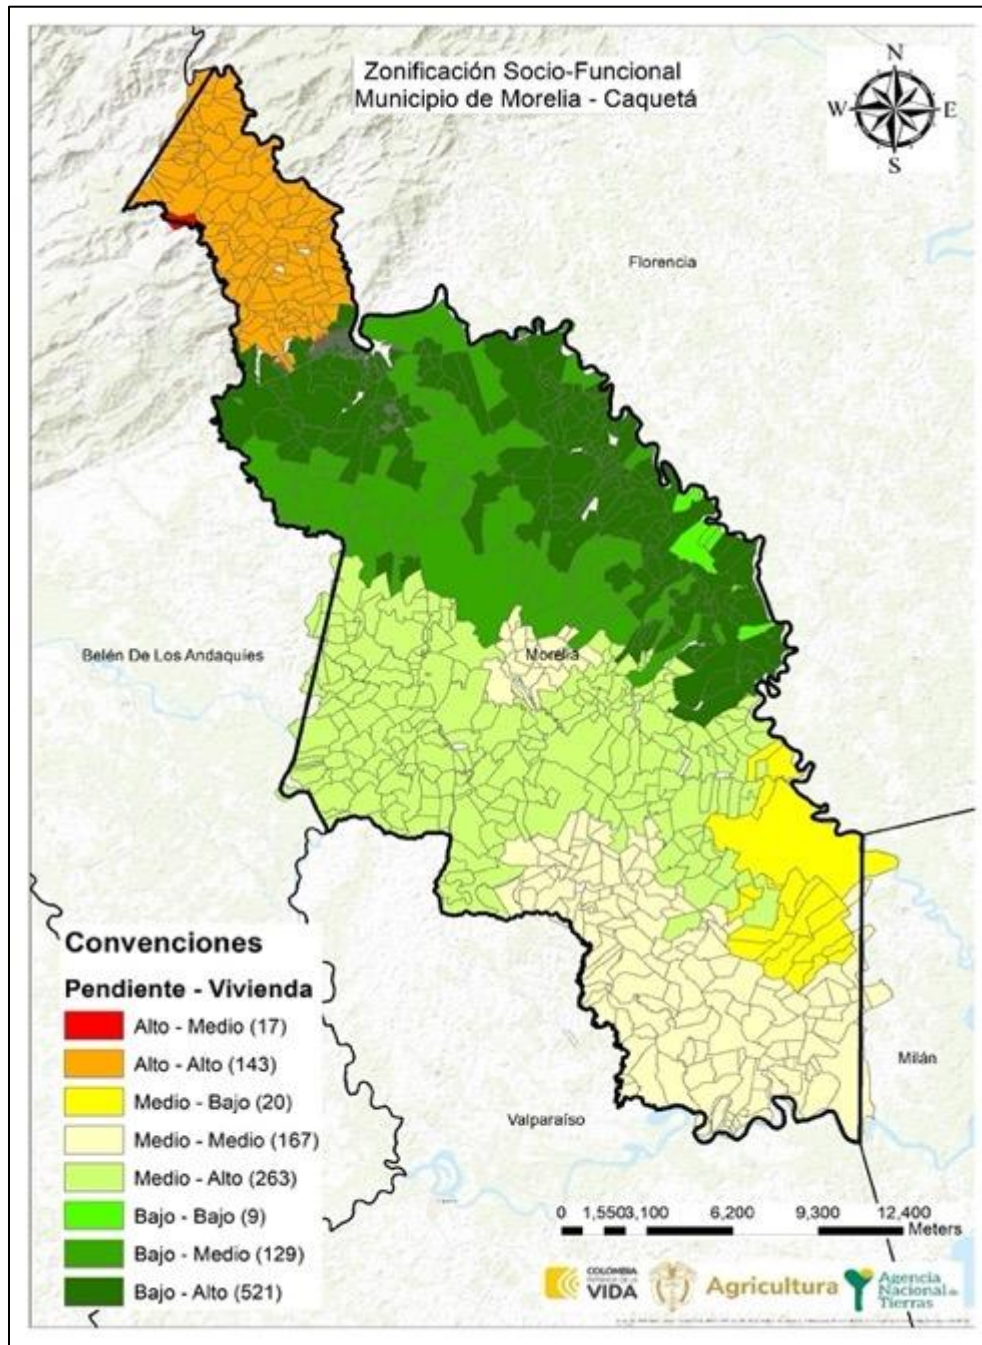 Zonificación Socio-Funcional
Municipio de Morelia - Caquetá
N
W
E
S
Florencia
Belén De Los Andaquíes
Morelia
Milán
Valparaíso
Convenciones
Pendiente - Vivienda
Alto - Medio (17)
Alto - Alto (143)
Medio - Bajo (20)
Medio - Medio (167)
Medio - Alto (263)
Bajo - Bajo (9)
Bajo - Medio (129)
Bajo - Alto (521)
0 1,550 3,100 6,200 9,300 12,400
Meters
COLOMBIA
VIDA
Agricultura
Agencia
Nacional de
Tierras